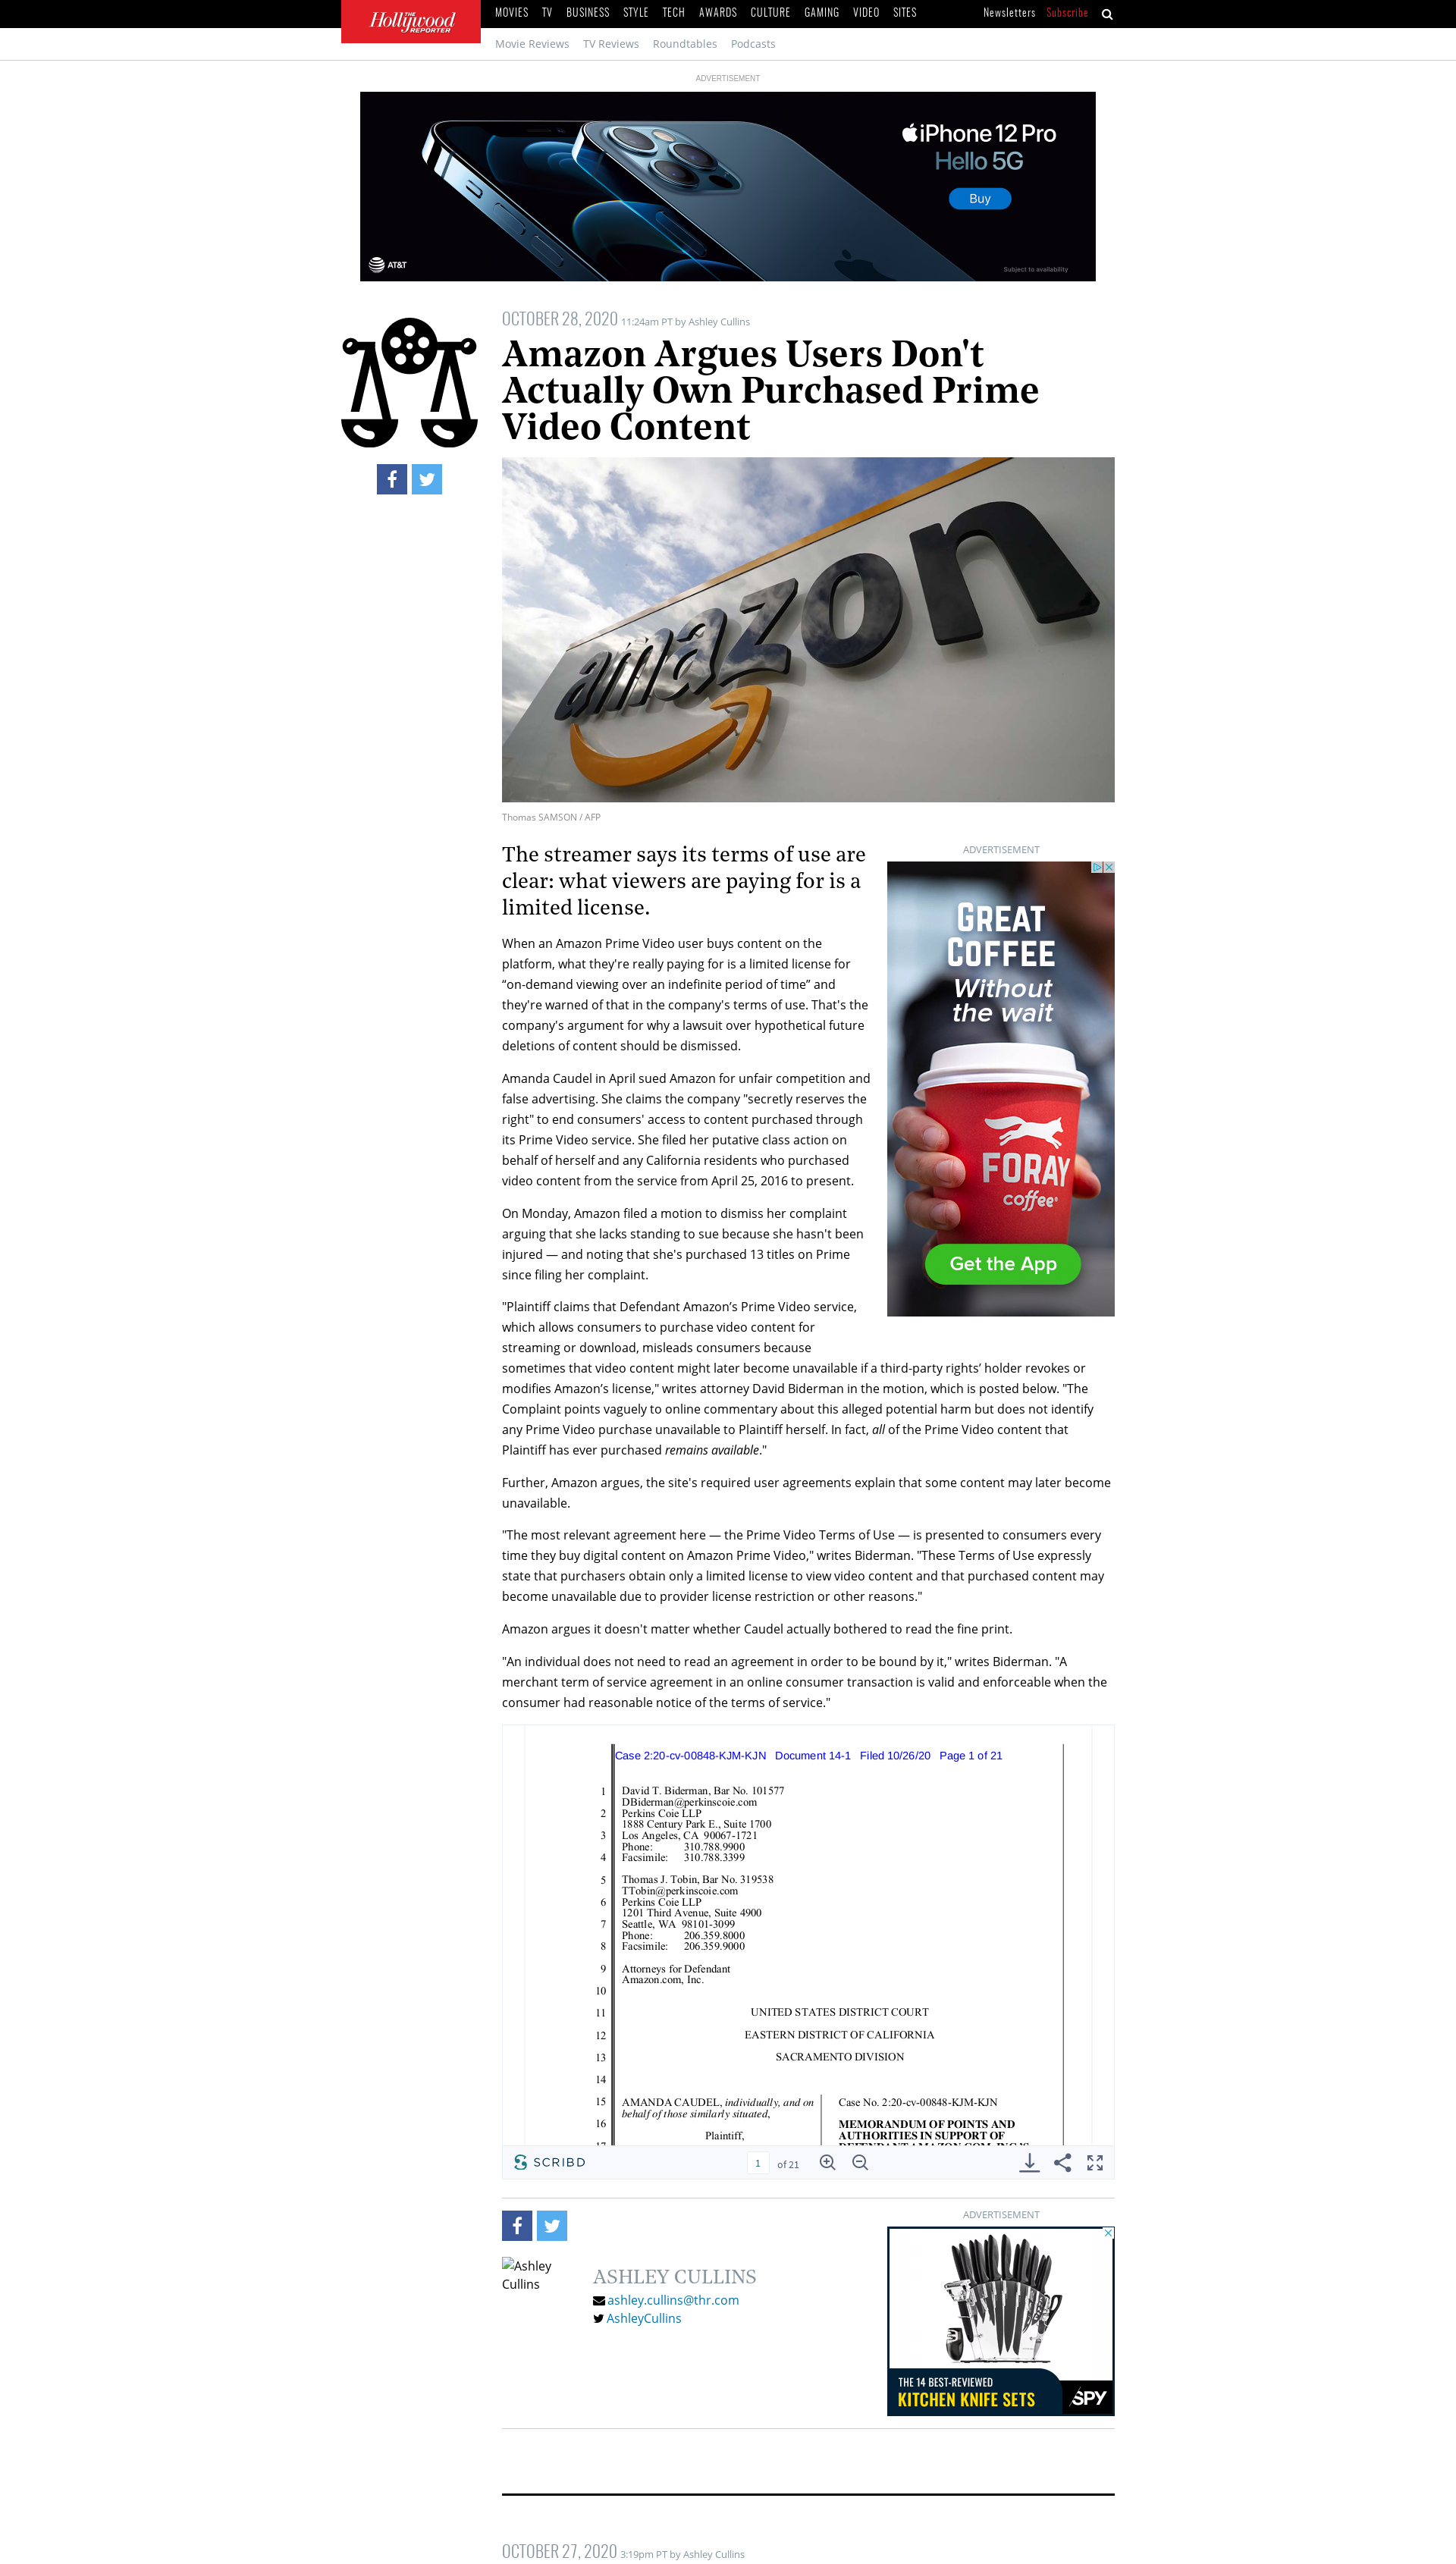 THE Hollywood REPORTER
MOVIES TV BUSINESS STYLE TECH AWARDS CULTURE GAMING VIDEO SITES
Newsletters Subscribe
Movie Reviews TV Reviews Roundtables Podcasts
ADVERTISEMENT
iPhone 12 Pro
Hello 5G
Buy
AT&T
Subject to availability
OCTOBER 28, 2020 11:24am PT by Ashley Cullins
Amazon Argues Users Don't
Actually Own Purchased Prime
Video Content
amazon
Thomas SAMSON / AFP
The streamer says its terms of use are
clear: what viewers are paying for is a
limited license.
When an Amazon Prime Video user buys content on the
platform, what they're really paying for is a limited license for
“on-demand viewing over an indefinite period of time” and
they're warned of that in the company's terms of use. That's the
company's argument for why a lawsuit over hypothetical future
deletions of content should be dismissed.
Amanda Caudel in April sued Amazon for unfair competition and
false advertising. She claims the company "secretly reserves the
right" to end consumers' access to content purchased through
its Prime Video service. She filed her putative class action on
behalf of herself and any California residents who purchased
video content from the service from April 25, 2016 to present.
On Monday, Amazon filed a motion to dismiss her complaint
arguing that she lacks standing to sue because she hasn't been
injured — and noting that she's purchased 13 titles on Prime
since filing her complaint.
ADVERTISEMENT
GREAT
COFFEE
Without
the wait
FORAY
coffee®
Get the App
"Plaintiff claims that Defendant Amazon’s Prime Video service,
which allows consumers to purchase video content for
streaming or download, misleads consumers because
sometimes that video content might later become unavailable if a third-party rights’ holder revokes or
modifies Amazon’s license," writes attorney David Biderman in the motion, which is posted below. "The
Complaint points vaguely to online commentary about this alleged potential harm but does not identify
any Prime Video purchase unavailable to Plaintiff herself. In fact, all of the Prime Video content that
Plaintiff has ever purchased remains available."
Further, Amazon argues, the site's required user agreements explain that some content may later become
unavailable.
"The most relevant agreement here — the Prime Video Terms of Use — is presented to consumers every
time they buy digital content on Amazon Prime Video," writes Biderman. "These Terms of Use expressly
state that purchasers obtain only a limited license to view video content and that purchased content may
become unavailable due to provider license restriction or other reasons."
Amazon argues it doesn't matter whether Caudel actually bothered to read the fine print.
"An individual does not need to read an agreement in order to be bound by it," writes Biderman. "A
merchant term of service agreement in an online consumer transaction is valid and enforceable when the
consumer had reasonable notice of the terms of service."
Case 2:20-cv-00848-KJM-KJN Document 14-1 Filed 10/26/20 Page 1 of 21
1 David T. Biderman, Bar No. 101577
DBiderman@perkinscoie.com
2 Perkins Coie LLP
1888 Century Park E., Suite 1700
3 Los Angeles, CA 90067-1721
Phone: 310.788.9900
4 Facsimile: 310.788.3399
5 Thomas J. Tobin, Bar No. 319538
TTobin@perkinscoie.com
6 Perkins Coie LLP
1201 Third Avenue, Suite 4900
7 Seattle, WA 98101-3099
Phone: 206.359.8000
8 Facsimile: 206.359.9000
9 Attorneys for Defendant
Amazon.com, Inc.
10
11 UNITED STATES DISTRICT COURT
12 EASTERN DISTRICT OF CALIFORNIA
13 SACRAMENTO DIVISION
14
15 AMANDA CAUDEL, individually, and on Case No. 2:20-cv-00848-KJM-KJN
behalf of those similarly situated,
16 MEMORANDUM OF POINTS AND
Plaintiff, AUTHORITIES IN SUPPORT OF
17 DEFENDANT AMAZON.COM, INC.'S
SCRIBD 1 of 21
ADVERTISEMENT
Ashley
Cullins
ASHLEY CULLINS
ashley.cullins@thr.com
AshleyCullins
THE 14 BEST-REVIEWED
KITCHEN KNIFE SETS
SPY
OCTOBER 27, 2020 3:19pm PT by Ashley Cullins